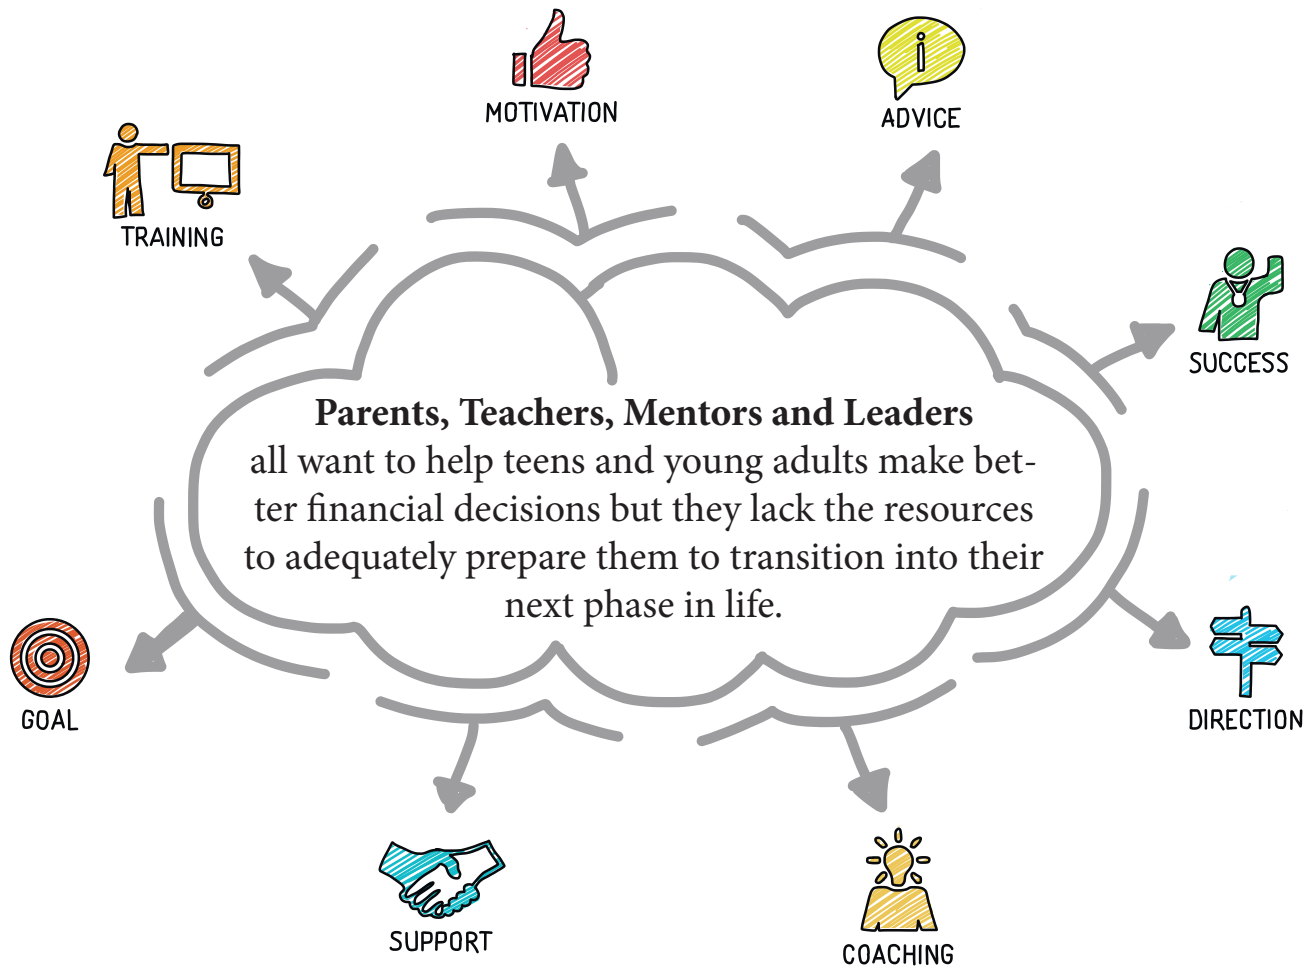 MOTIVATION
ADVICE
TRAINING
SUCCESS
Parents, Teachers, Mentors and Leaders
all want to help teens and young adults make bet-
ter financial decisions but they lack the resources
to adequately prepare them to transition into their
next phase in life.
GOAL
DIRECTION
SUPPORT
COACHING